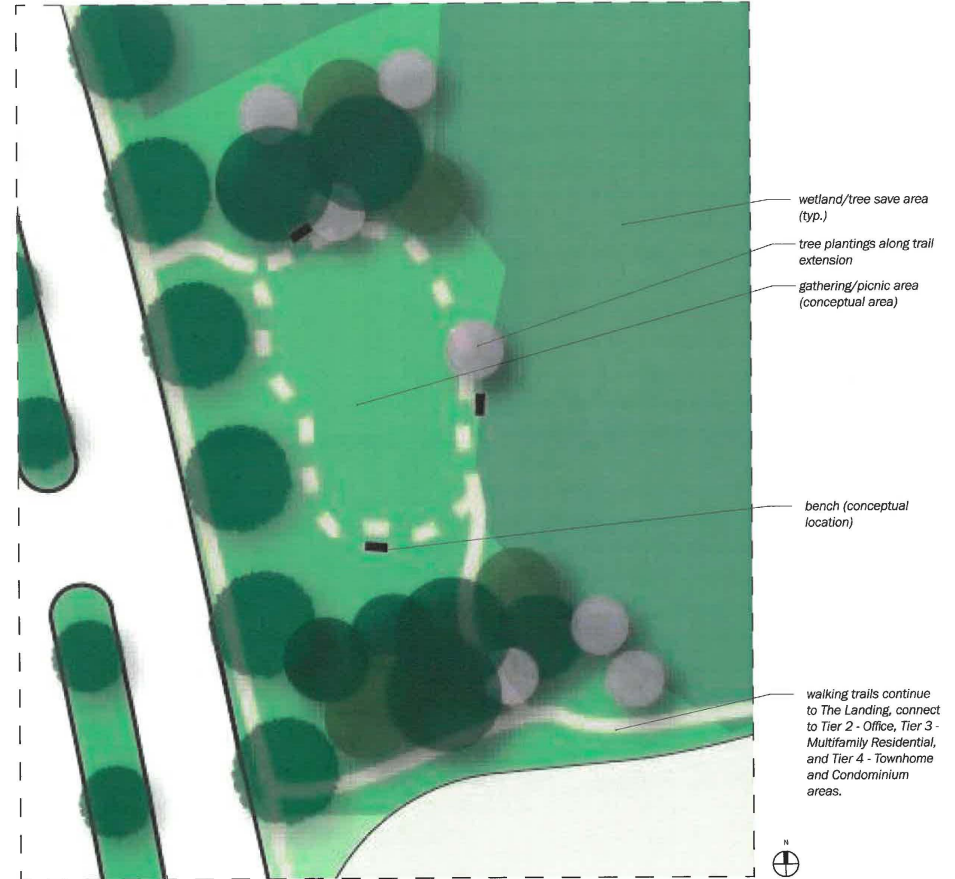 wetland/tree save area
(typ.)
tree plantings along trail
extension
gathering/picnic area
(conceptual area)
bench (conceptual
location)
walking trails continue
to The Landing, connect
to Tier 2 - Office, Tier 3 -
Multifamily Residential,
and Tier 4 - Townhome
and Condominium
areas.
N